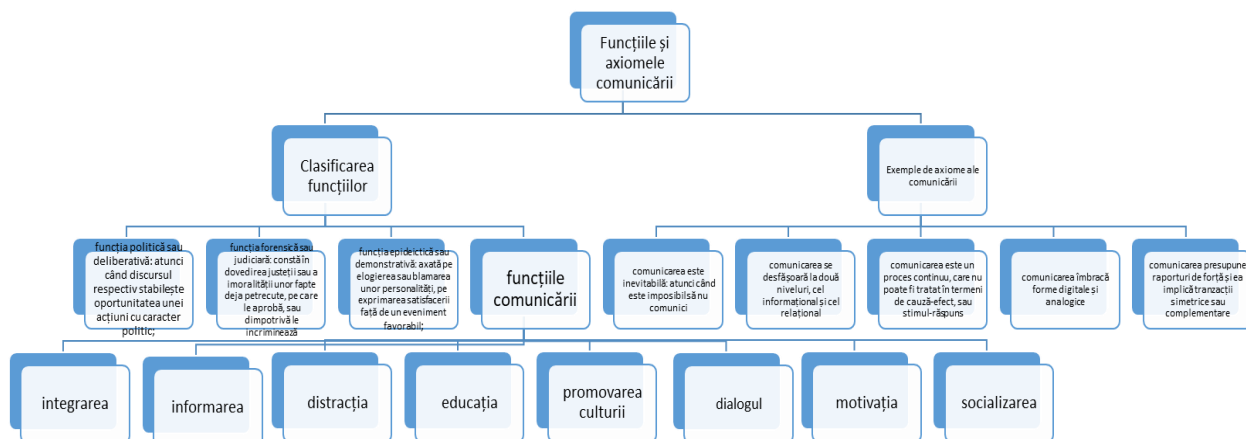 Funcțiile și
axiomele
comunicării
Clasificarea
funcțiilor
Exemple de axiome ale
comunicării
funcția politică sau
deliberativă: atunci
când discursul
respectiv stabilește
oportunitatea unei
acțiuni cu caracter
politic;
funcția forensică sau
judiciară: constă în
dovedirea justeții sau a
imoralității unor fapte
deja petrecute, pe care
le aprobă, sau
dimpotrivă le
incriminează
funcția epideictică sau
demonstrativă: axată pe
elogierea sau blamarea
unor personalități, pe
exprimarea satisfacerii
față de un eveniment
favorabil;
funcțiile
comunicării
comunicarea este
inevitabilă: atunci când
este imposibil să nu
comunici
comunicarea se
desfășoară la două
niveluri, cel
informațional și cel
relațional
comunicarea este un
proces continuu, care nu
poate fi tratat în termeni
de cauză-efect, sau
stimul-răspuns
comunicarea îmbracă
forme digitale și
analogice
comunicarea presupune
raporturi de forță și ea
implică tranzacții
simetrice sau
complementare
integrarea
informarea
distracția
educația
promovarea
culturii
dialogul
motivația
socializarea